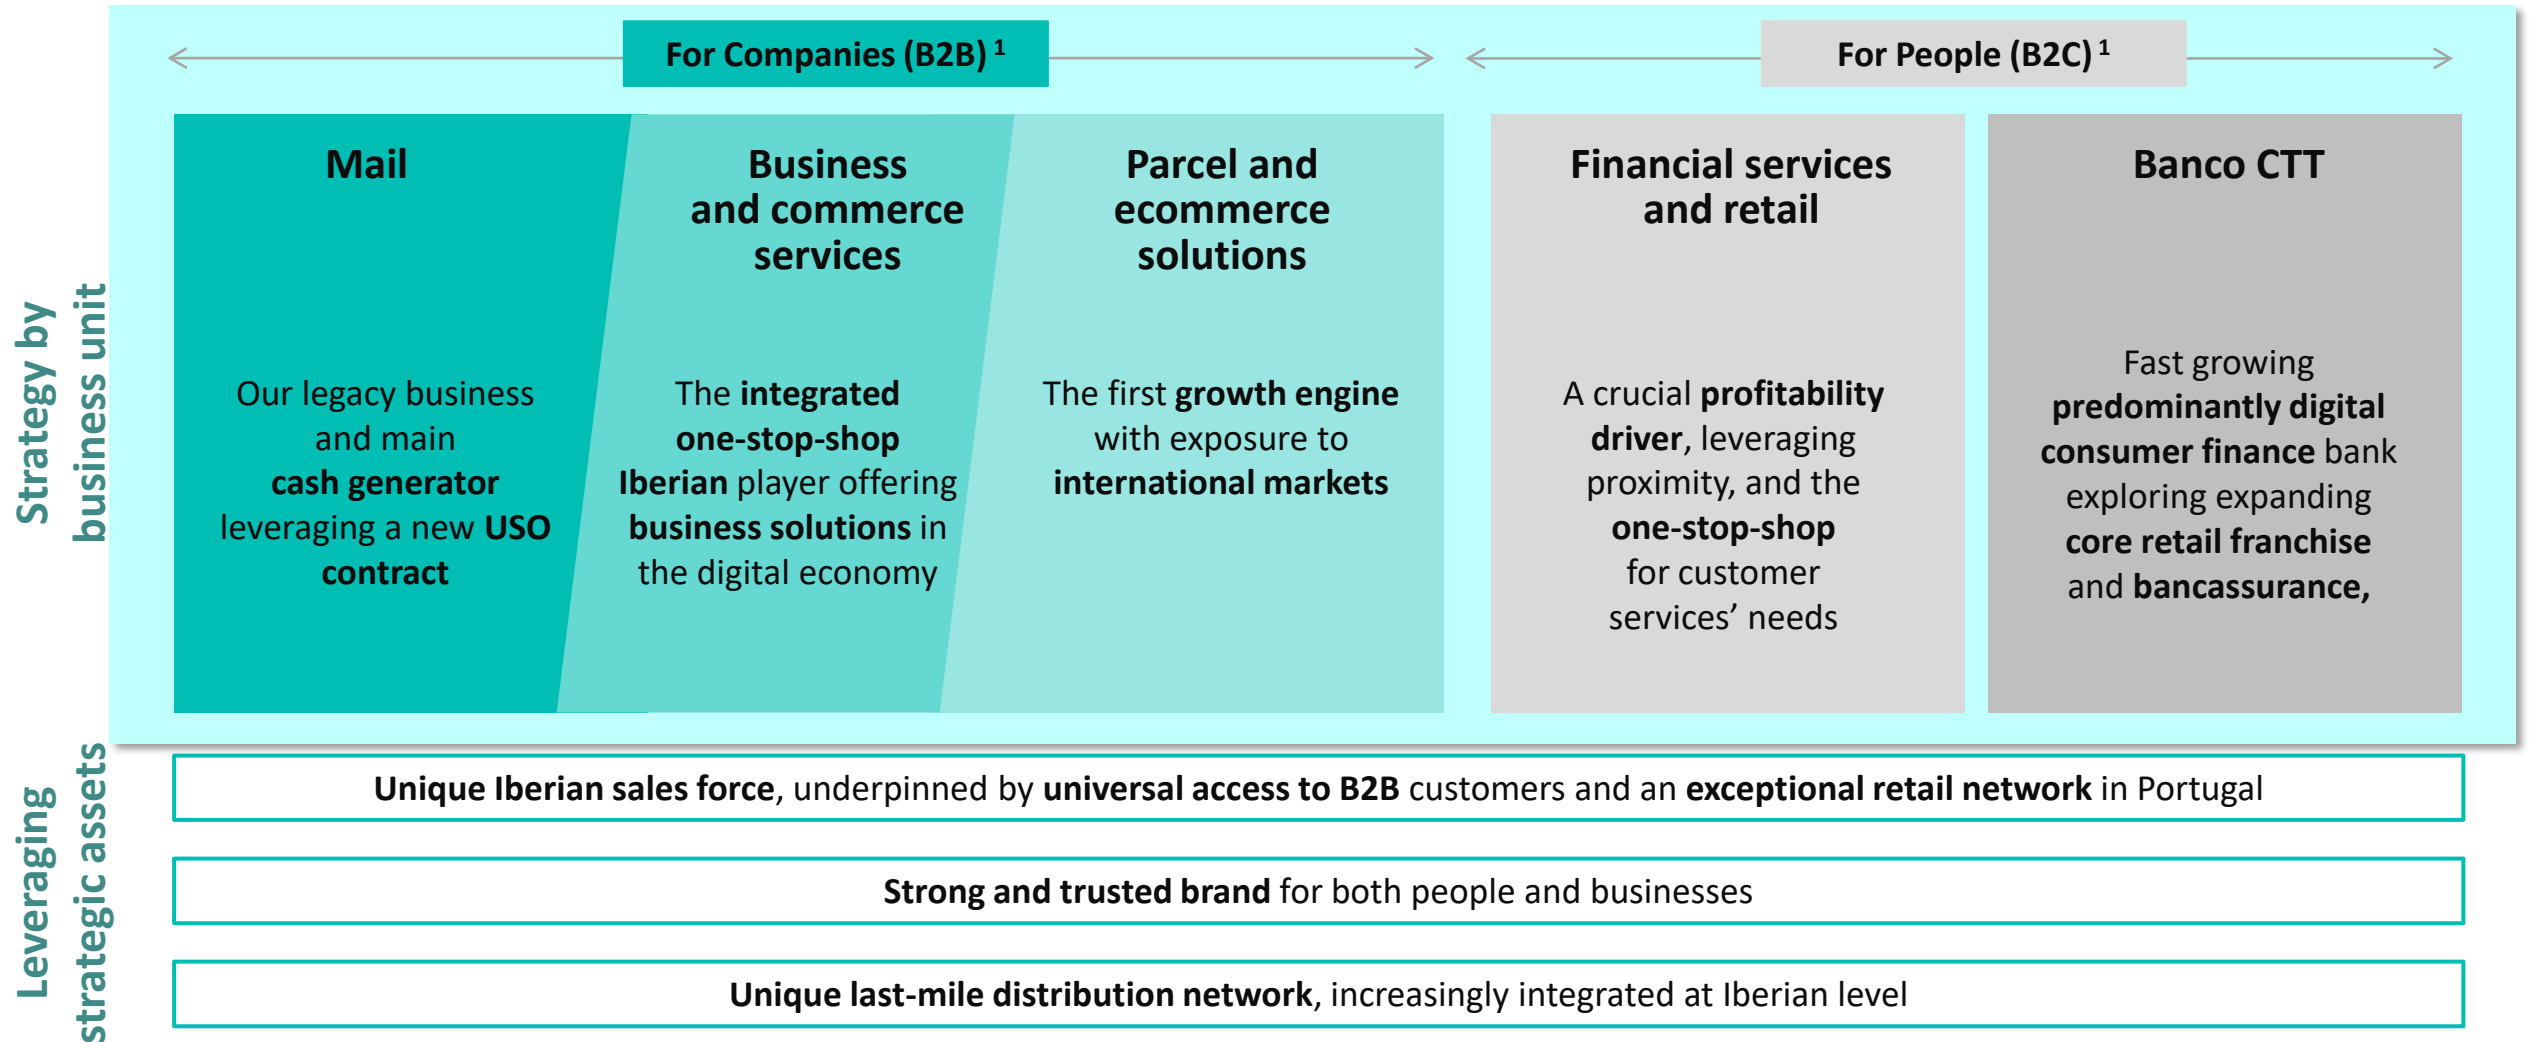 For Companies (B2B) 1
For People (B2C) 1
Strategy by
business unit
Mail
Our legacy business
and main
cash generator
leveraging a new USO
contract
Business
and commerce
services
The integrated
one-stop-shop
Iberian player offering
business solutions in
the digital economy
Parcel and
ecommerce
solutions
The first growth engine
with exposure to
international markets
Financial services
and retail
A crucial profitability
driver, leveraging
proximity, and the
one-stop-shop
for customer
services’ needs
Banco CTT
Fast growing
predominantly digital
consumer finance bank
exploring expanding
core retail franchise
and bancassurance,
Leveraging
strategic assets
Unique Iberian sales force, underpinned by universal access to B2B customers and an exceptional retail network in Portugal
Strong and trusted brand for both people and businesses
Unique last-mile distribution network, increasingly integrated at Iberian level